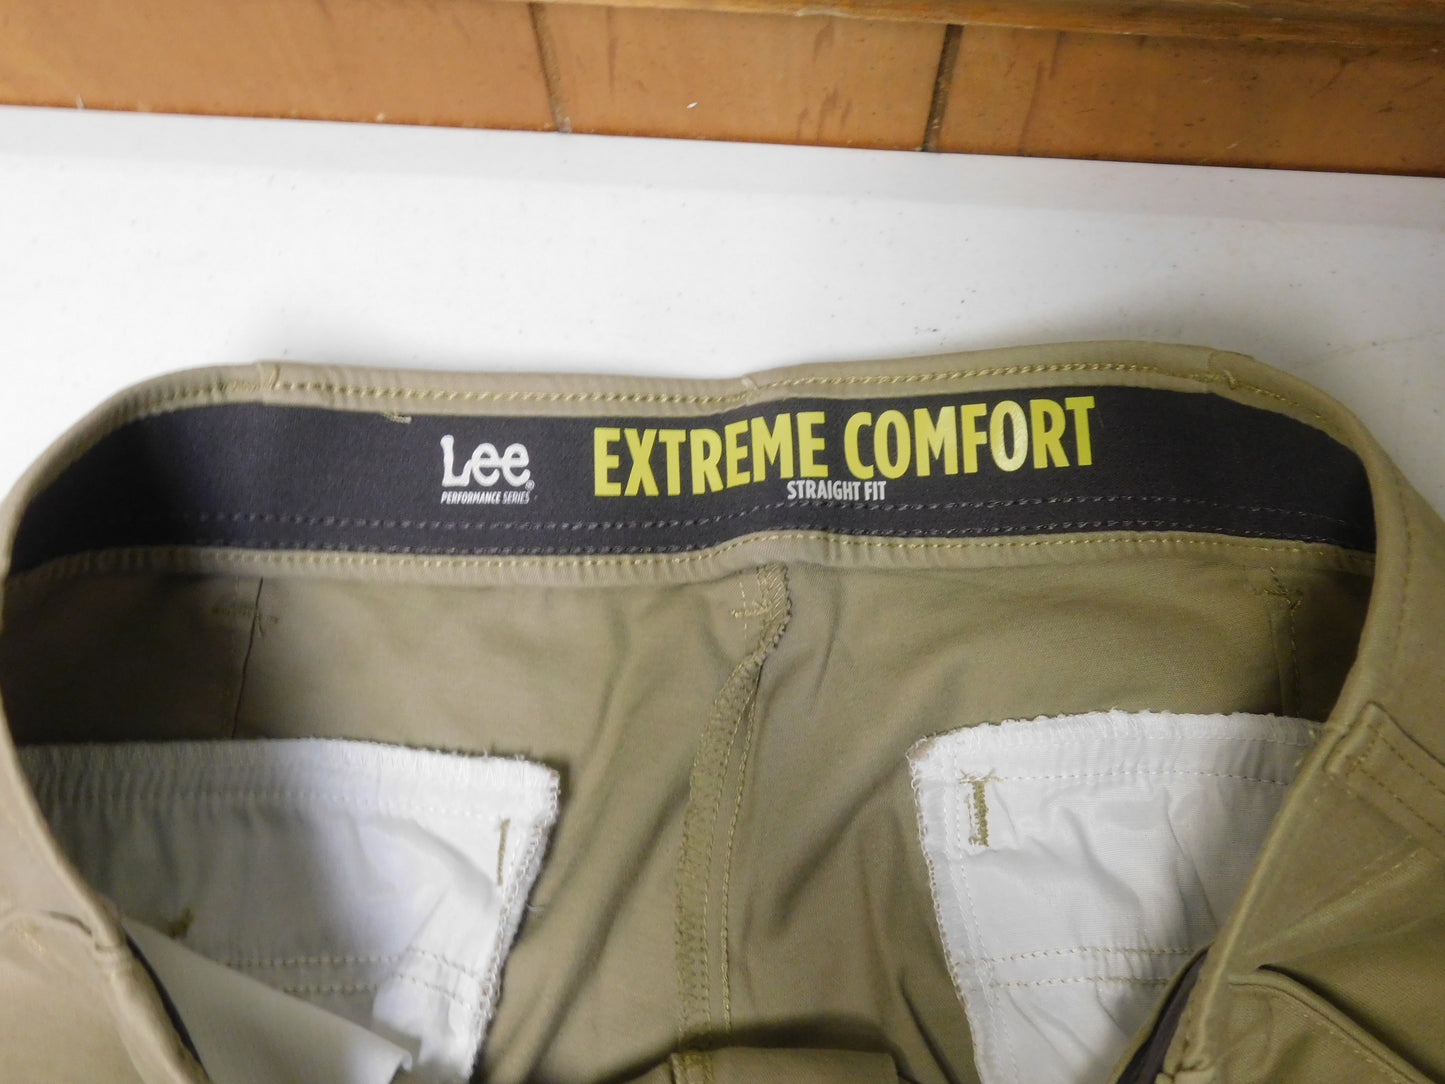 Lee®
PERFORMANCE SERIES
EXTREME COMFORT
STRAIGHT FIT